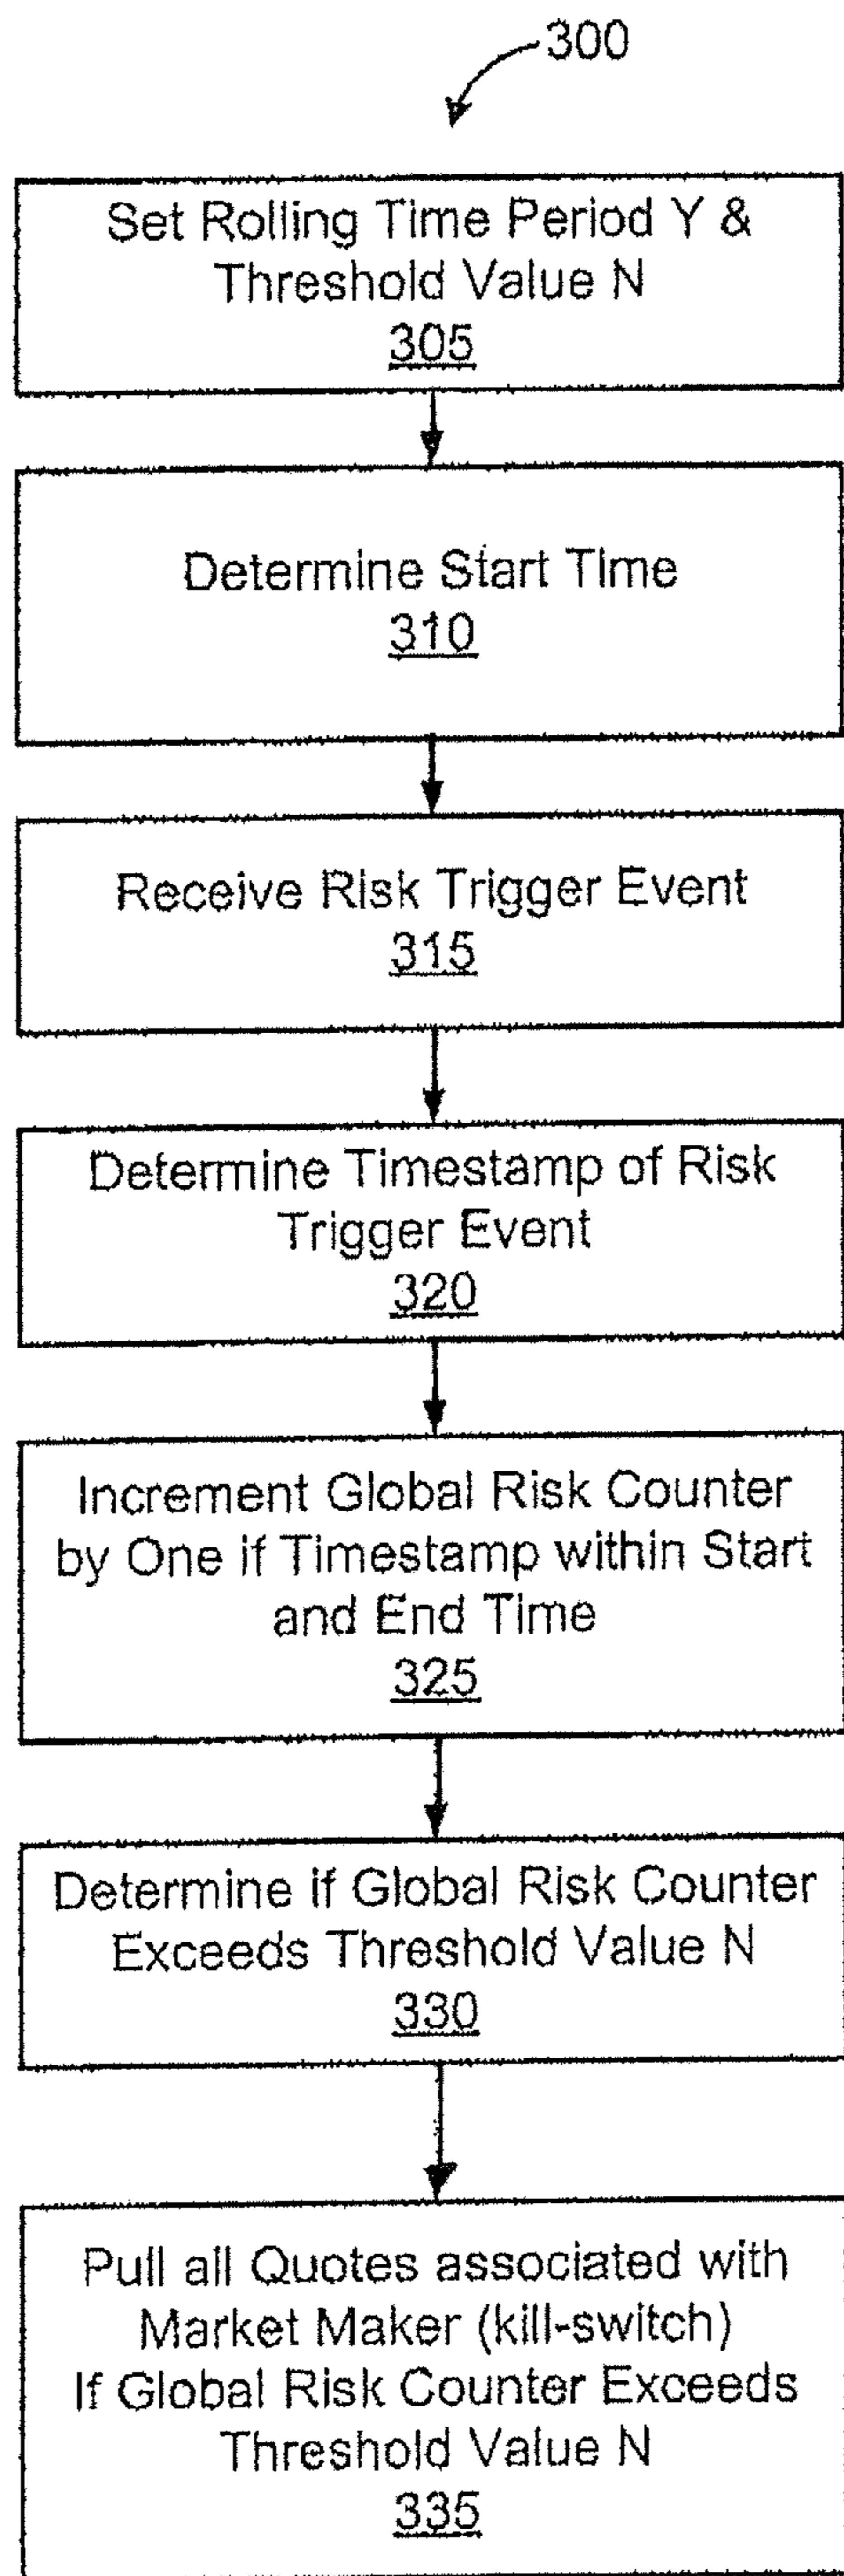 300
Set Rolling Time Period Y &
Threshold Value N
305
Determine Start Time
310
Receive Risk Trigger Event
315
Determine Timestamp of Risk
Trigger Event
320
Increment Global Risk Counter
by One if Timestamp within Start
and End Time
325
Determine if Global Risk Counter
Exceeds Threshold Value N
330
Pull all Quotes associated with
Market Maker (kill-switch)
If Global Risk Counter Exceeds
Threshold Value N
335